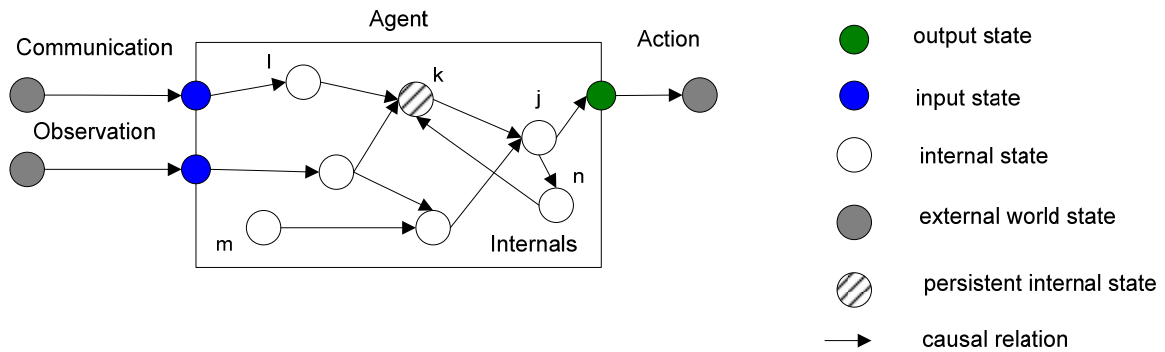 Agent
Communication
Action
Observation
l
k
j
n
m
Internals
output state
input state
internal state
external world state
persistent internal state
causal relation